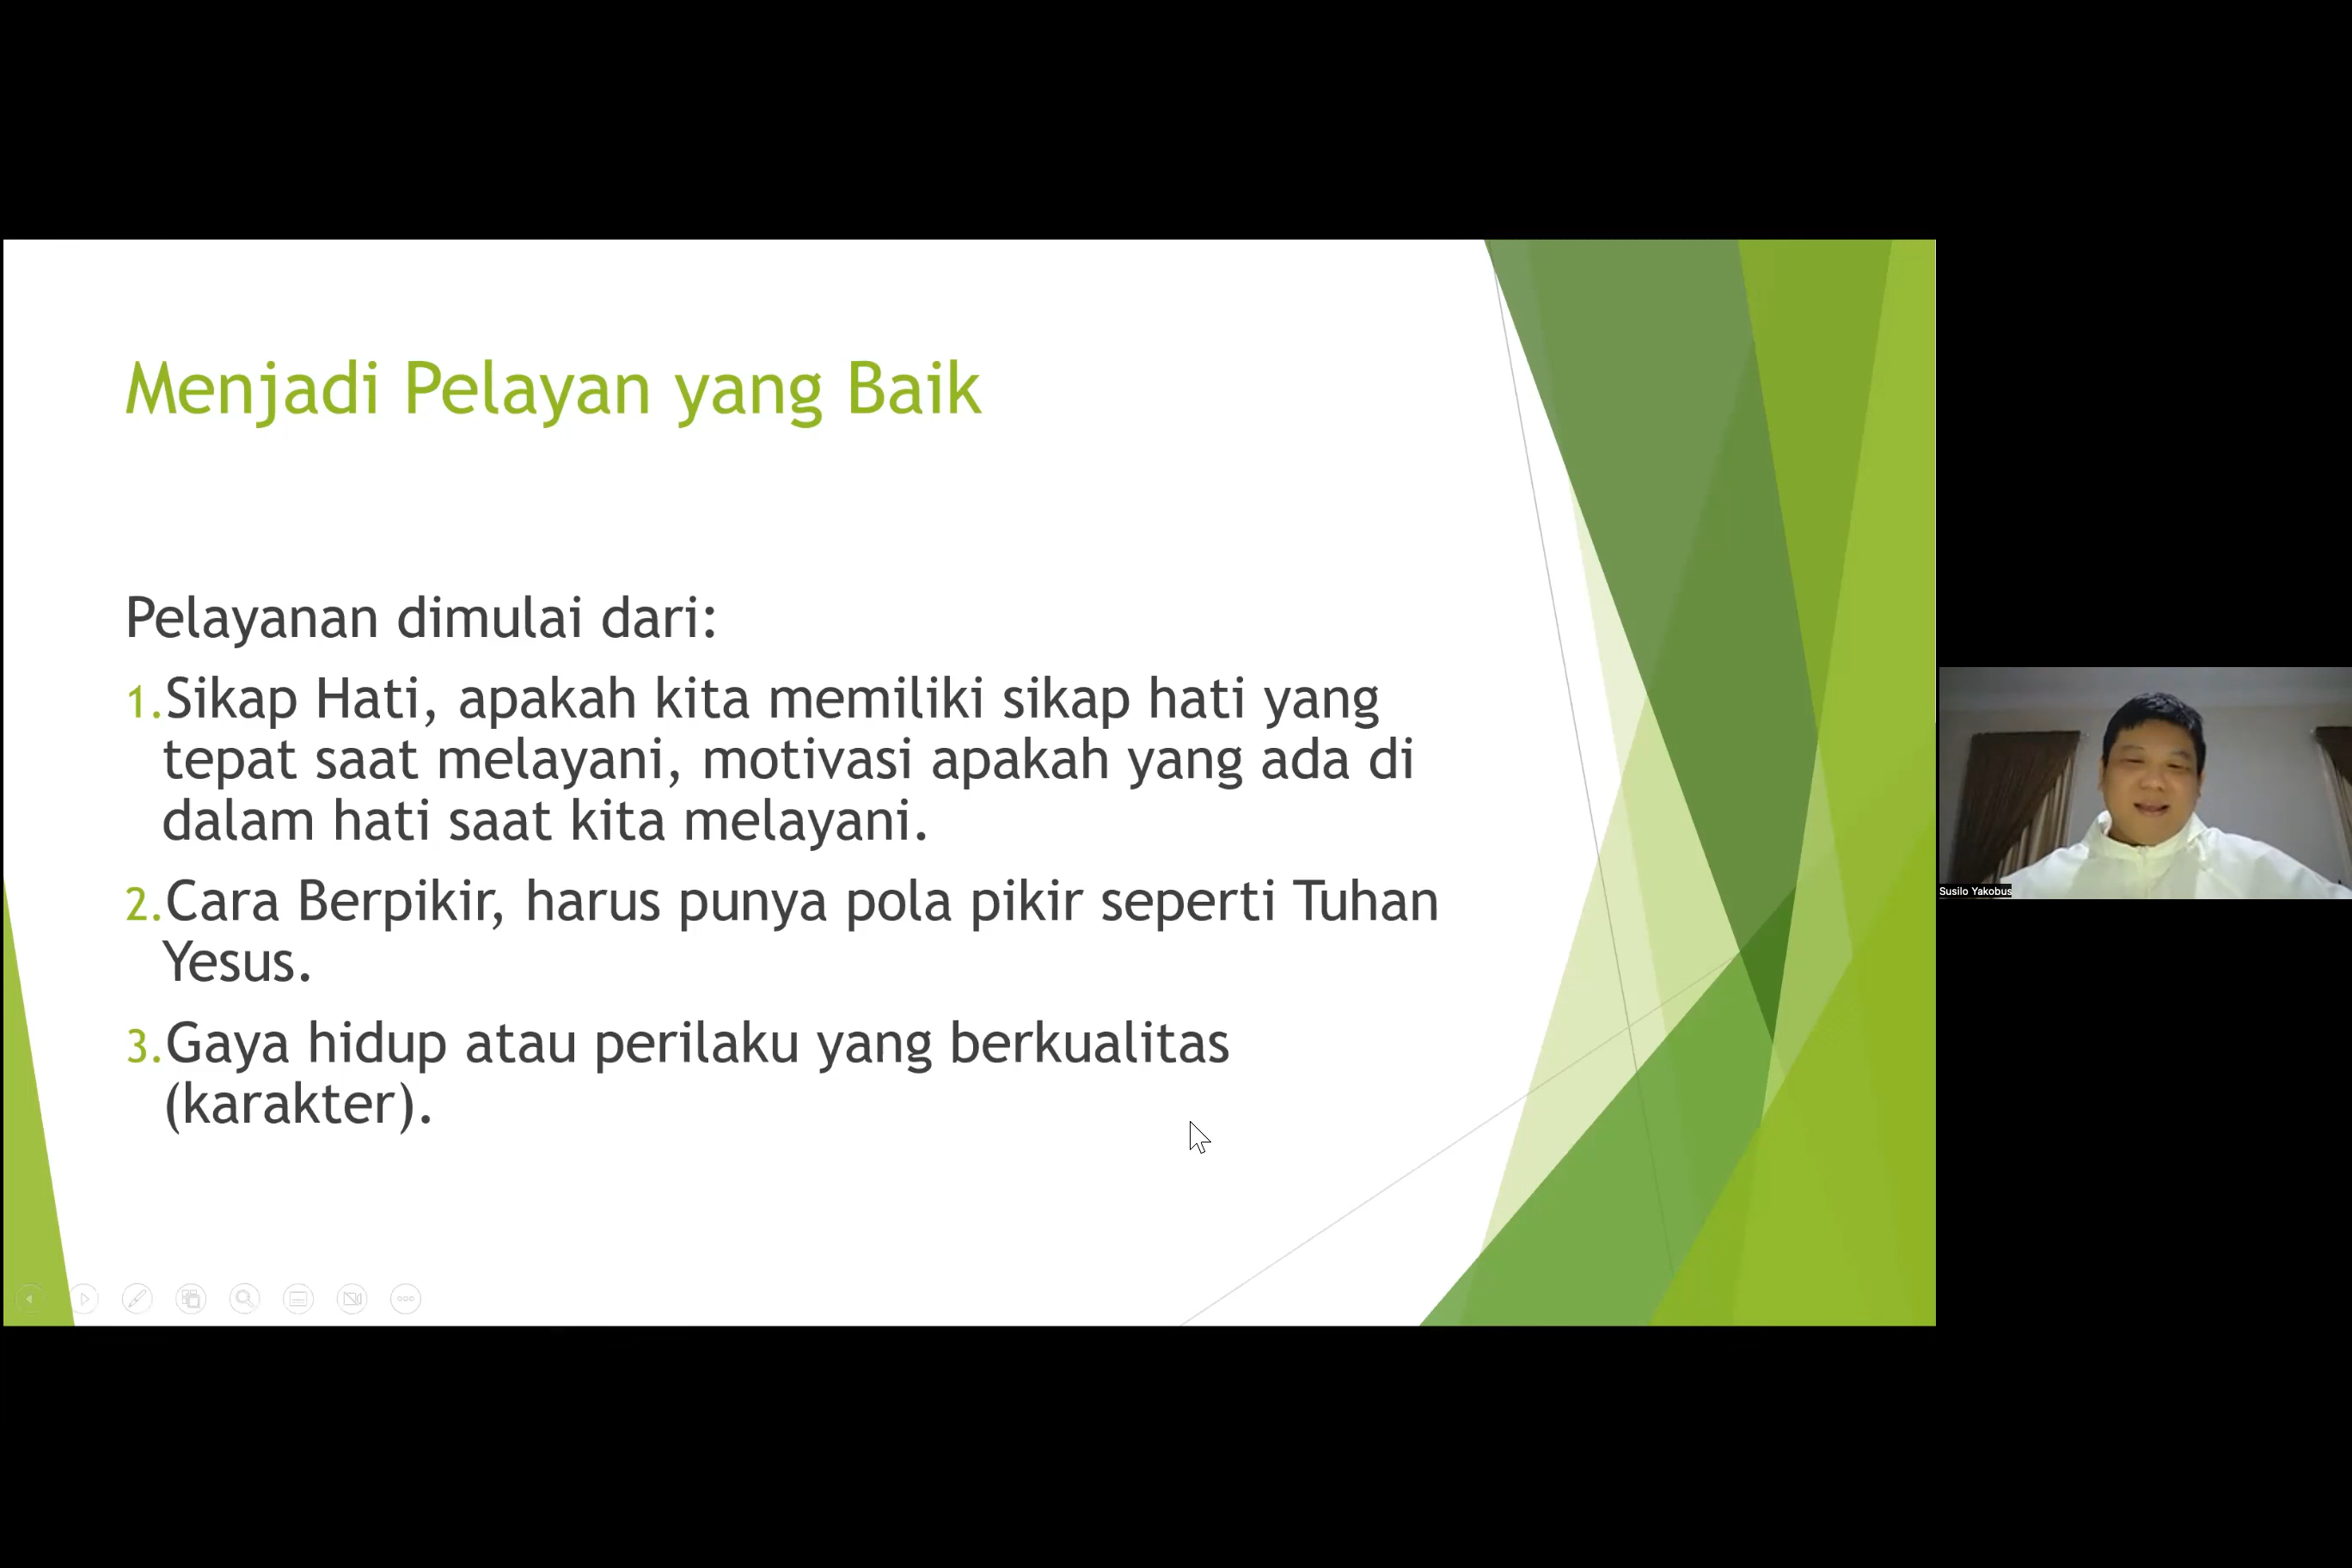 Menjadi Pelayan yang Baik
Pelayanan dimulai dari:
1.Sikap Hati, apakah kita memiliki sikap hati yang
tepat saat melayani, motivasi apakah yang ada di
dalam hati saat kita melayani.
2.Cara Berpikir, harus punya pola pikir seperti Tuhan
Yesus.
3.Gaya hidup atau perilaku yang berkualitas
(karakter).
Susilo Yakobus